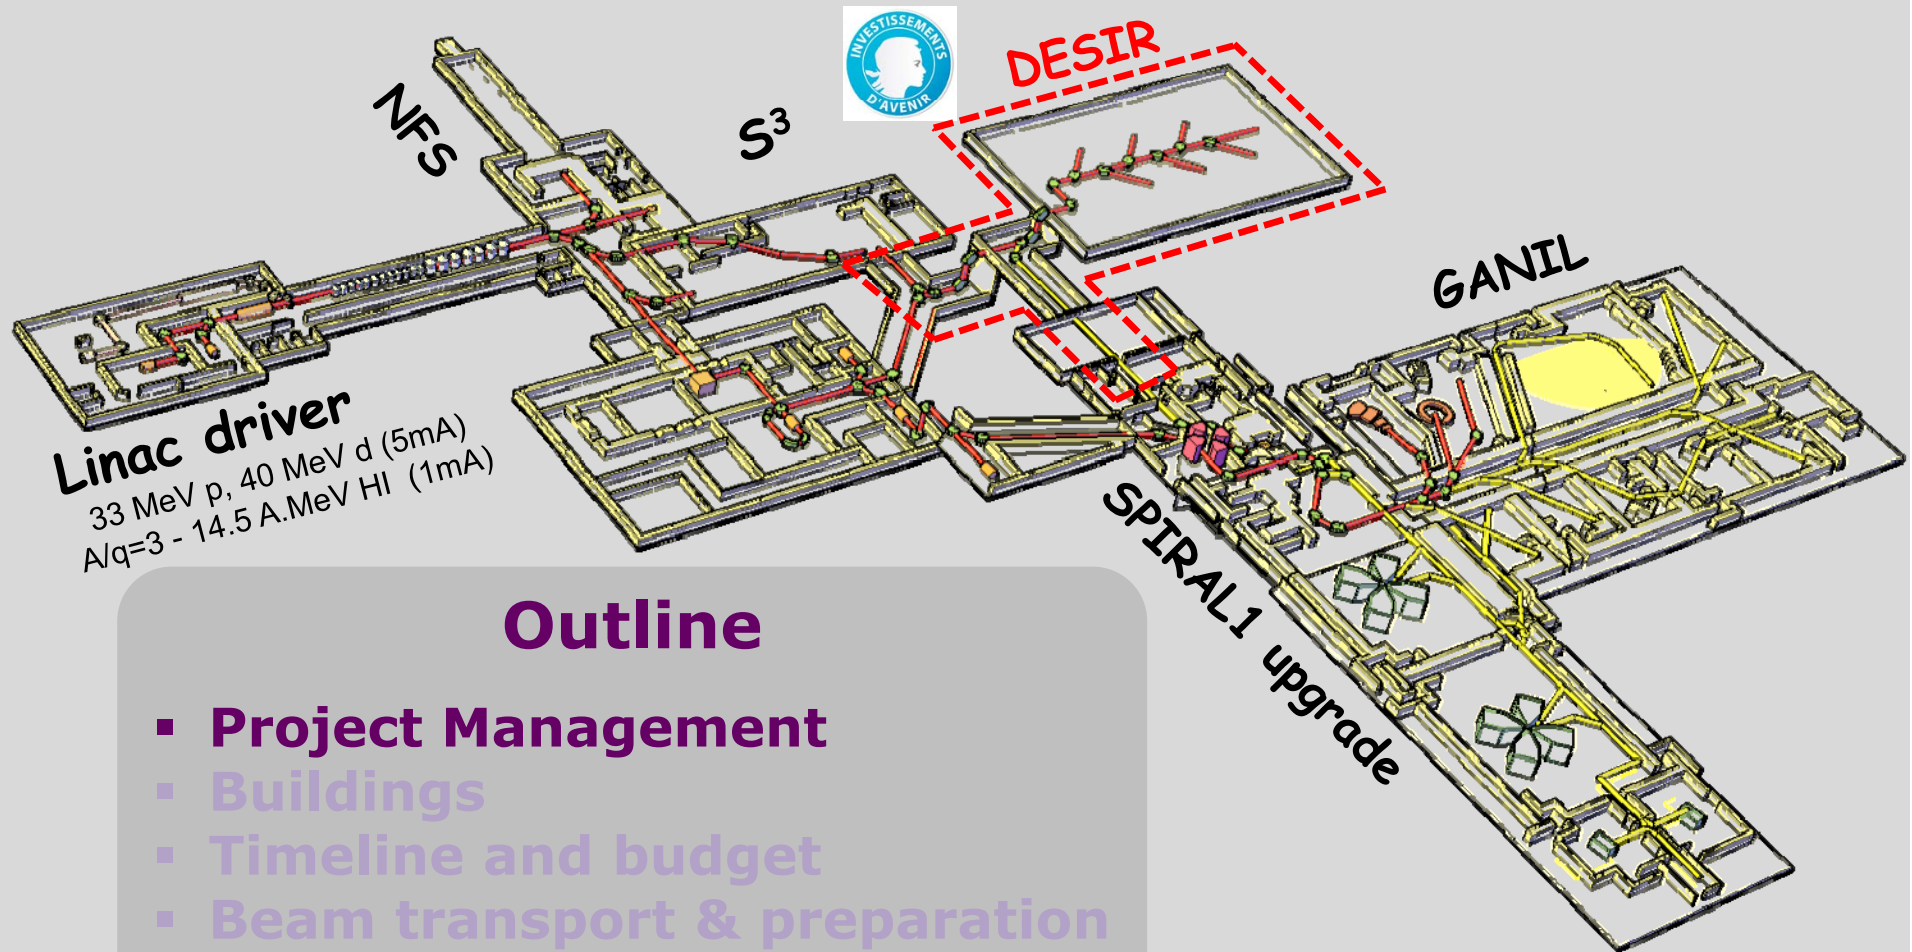 INVESTISSEMENTS
D'AVENIR
DESIR
NFS
S³
GANIL
Linac driver
33 MeV p, 40 MeV d (5mA)
A/q=3 - 14.5 A.MeV HI (1mA)
SPIRAL1 upgrade
Outline
▪ Project Management
▪ Buildings
▪ Timeline and budget
▪ Beam transport & preparation